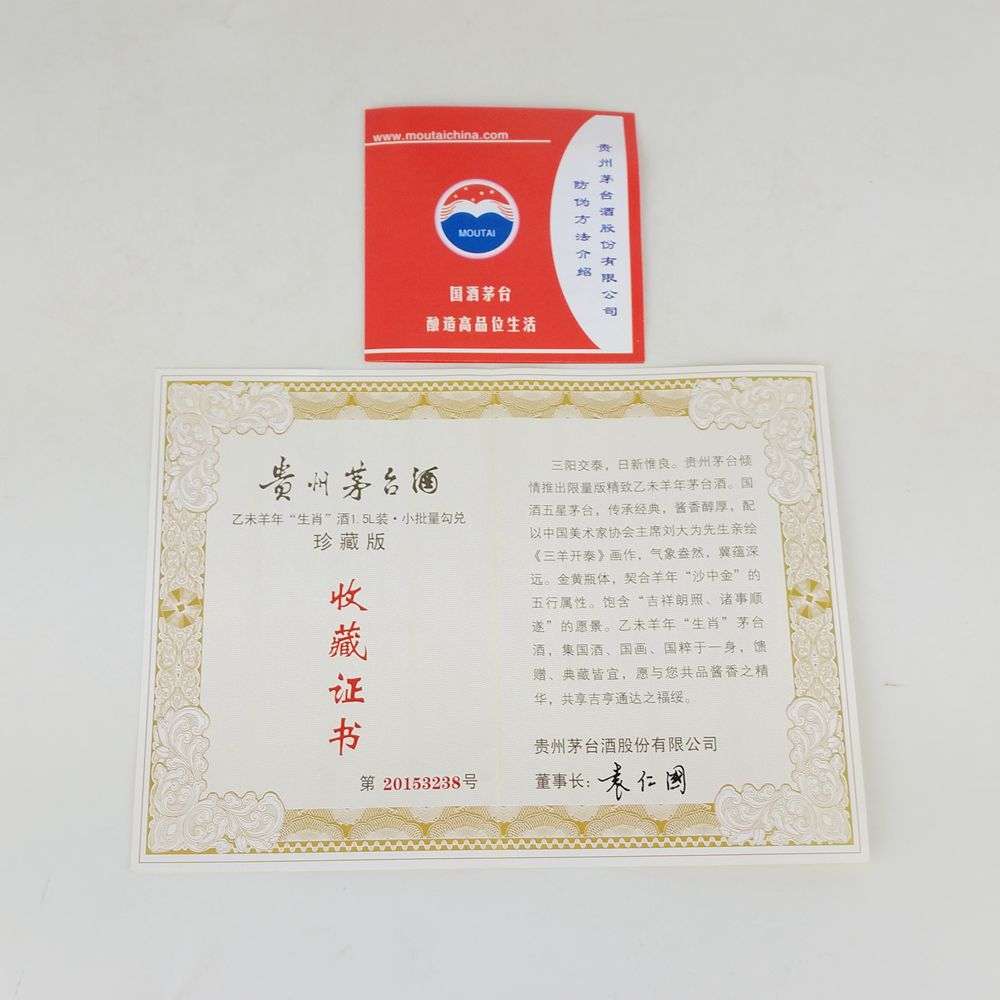 www.moutaichina.com
MOUTAI
国酒茅台
酿造高品位生活
贵州茅台酒股份有限公司
防伪方法介绍
贵州茅台酒
乙未羊年“生肖”酒1.5L装·小批量勾兑
珍藏版
收藏证书
第 20153238号
三阳交泰，日新惟良。贵州茅台倾
情推出限量版精致乙未羊年茅台酒。国
酒五星茅台，传承经典，酱香醇厚，配
以中国美术家协会主席刘大为先生亲绘
《三羊开泰》画作，气象盎然，冀蕴深
远。金黄瓶体，契合羊年“沙中金”的
五行属性。饱含“吉祥朗照、诸事顺
遂”的愿景。乙未羊年“生肖”茅台
酒，集国酒、国画、国粹于一身，馈
赠、典藏皆宜，愿与您共品酱香之精
华，共享吉亨通达之福绥。
贵州茅台酒股份有限公司
董事长：袁仁国